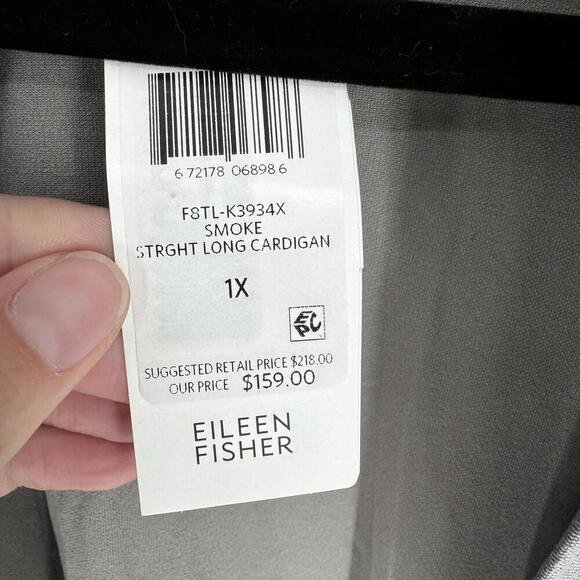 6 72178 06898 6
F8TL-K3934X
SMOKE
STRGHT LONG CARDIGAN
1X
EPC
SUGGESTED RETAIL PRICE $218.00
OUR PRICE $159.00
EILEEN
FISHER